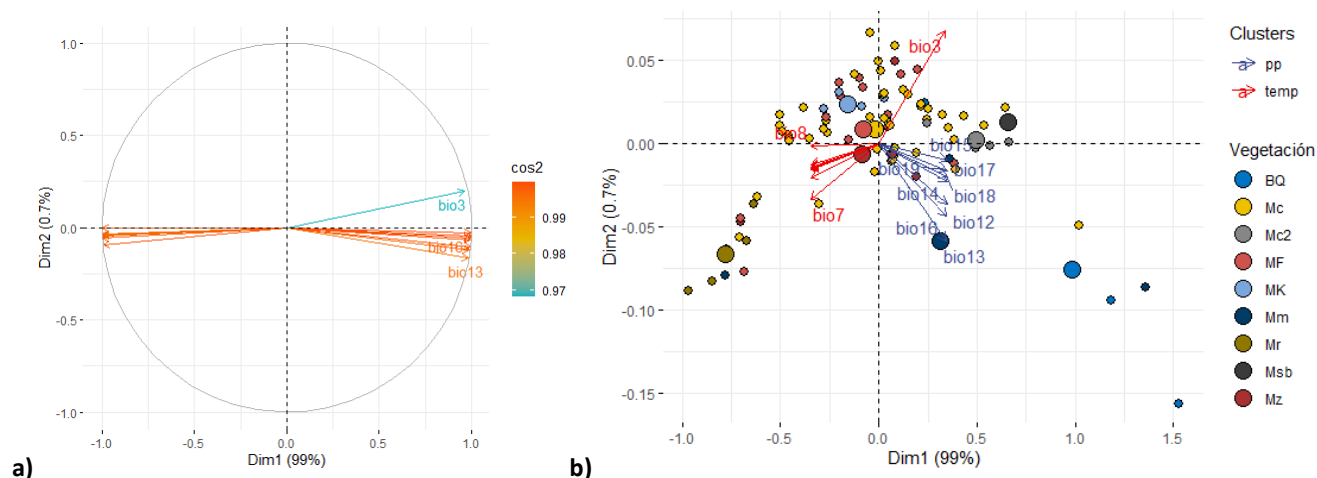 1.0
0.5
0.0
-0.5
-1.0
-1.0
-0.5
0.0
0.5
1.0
Dim2 (0.7%)
Dim1 (99%)
bio3
bio13
cos2
0.99
0.98
0.97
a)
0.05
0.00
-0.05
-0.10
-0.15
-1.0
-0.5
0.0
0.5
1.0
1.5
Dim2 (0.7%)
Dim1 (99%)
bio3
bio8
bio7
bio15
bio17
bio19
bio14
bio18
bio12
bio16
bio13
b)
Clusters
a pp
a temp
Vegetación
BQ
Mc
Mc2
MF
MK
Mm
Mr
Msb
Mz